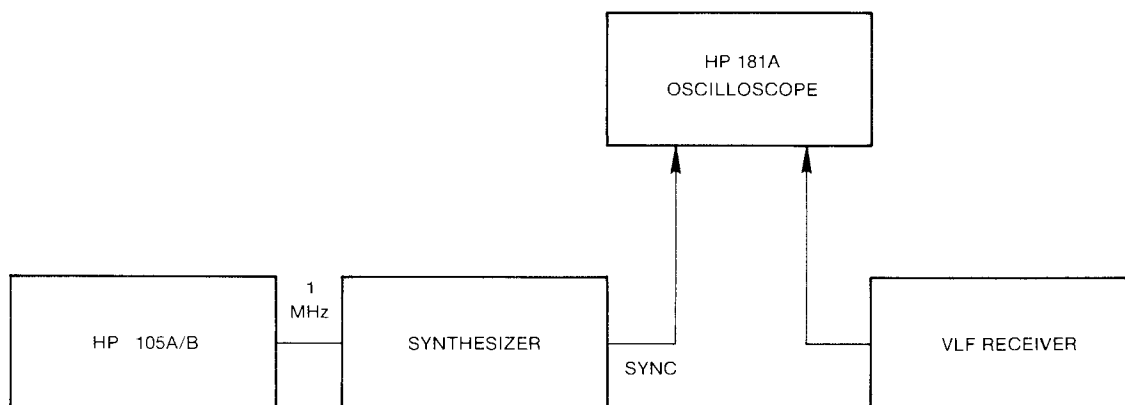 HP 181A
OSCILLOSCOPE
1
MHz
HP 105A/B
SYNTHESIZER
SYNC
VLF RECEIVER